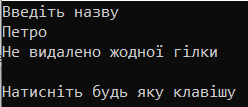 Введіть назву
Петро
Не видалено жодної гілки
Натисніть будь яку клавішу